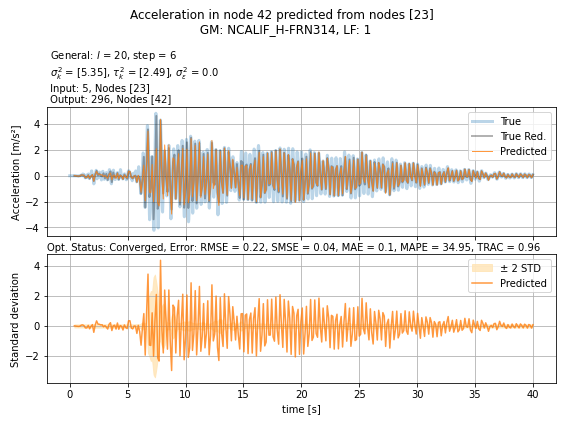 Acceleration in node 42 predicted from nodes [23]
GM: NCALIF_H-FRN314, LF: 1
General: l = 20, step = 6
σ²ₖ = [5.35], τ²ₖ = [2.49], σ²ε = 0.0
Input: 5, Nodes [23]
Output: 296, Nodes [42]
True
True Red.
Predicted
Acceleration [m/s²]
4
2
0
−2
−4
Opt. Status: Converged, Error: RMSE = 0.22, SMSE = 0.04, MAE = 0.1, MAPE = 34.95, TRAC = 0.96
± 2 STD
Predicted
Standard deviation
4
2
0
−2
0 5 10 15 20 25 30 35 40
time [s]